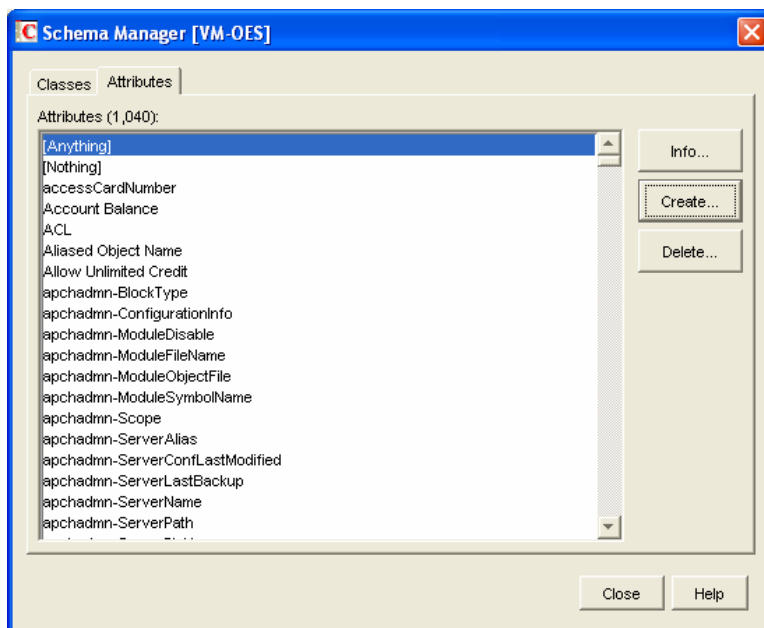 Schema Manager [VM-OES]
Classes
Attributes
Attributes (1,040):
[Anything]
[Nothing]
accessCardNumber
Account Balance
ACL
Aliased Object Name
Allow Unlimited Credit
apchadmn-BlockType
apchadmn-ConfigurationInfo
apchadmn-ModuleDisable
apchadmn-ModuleFileName
apchadmn-ModuleObjectFile
apchadmn-ModuleSymbolName
apchadmn-Scope
apchadmn-ServerAlias
apchadmn-ServerConfLastModified
apchadmn-ServerLastBackup
apchadmn-ServerName
apchadmn-ServerPath
Info...
Create...
Delete...
Close
Help